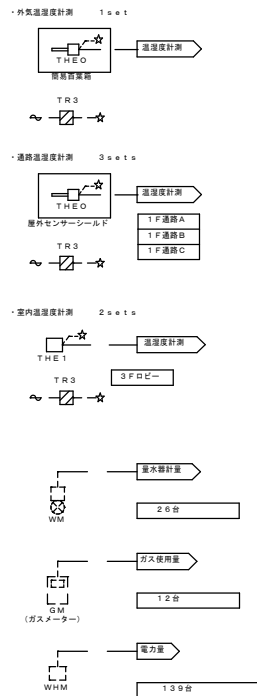 ・外気温湿度計測　1set
温湿度計測
THEO
簡易百葉箱
TR3
・通路温湿度計測　3sets
温湿度計測
THEO
屋外センサーシールド
1F通路A
1F通路B
1F通路C
TR3
・室内温湿度計測　2sets
温湿度計測
THE1
3Fロビー
TR3
量水器計量
26台
WM
ガス使用量
12台
GM
(ガスメーター)
電力量
139台
WHM